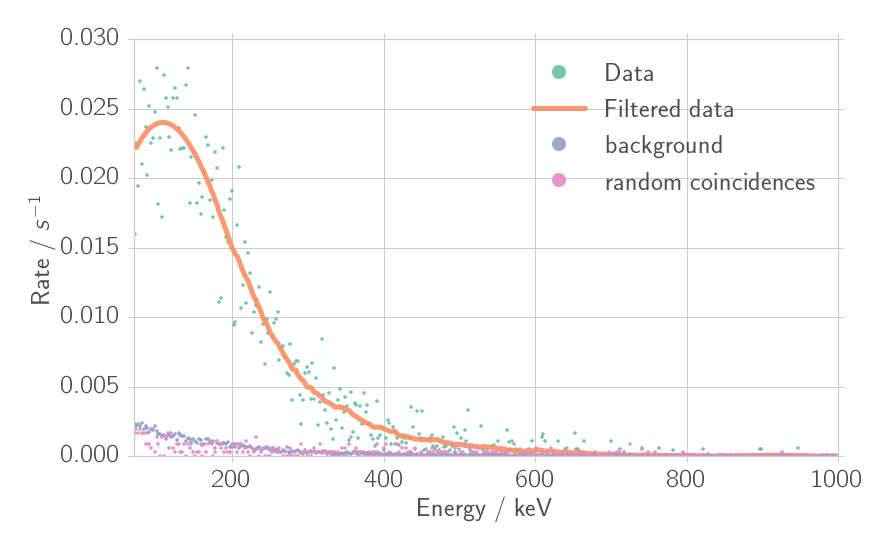 0.030
0.025
0.020
0.015
0.010
0.005
0.000
Rate / s⁻¹
Data
Filtered data
background
random coincidences
200 400 600 800 1000
Energy / keV